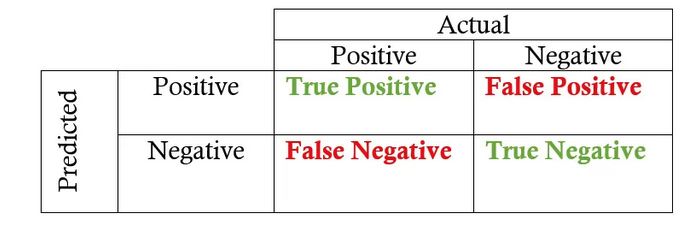 Actual
Positive Negative
Predicted
Positive True Positive False Positive
Negative False Negative True Negative